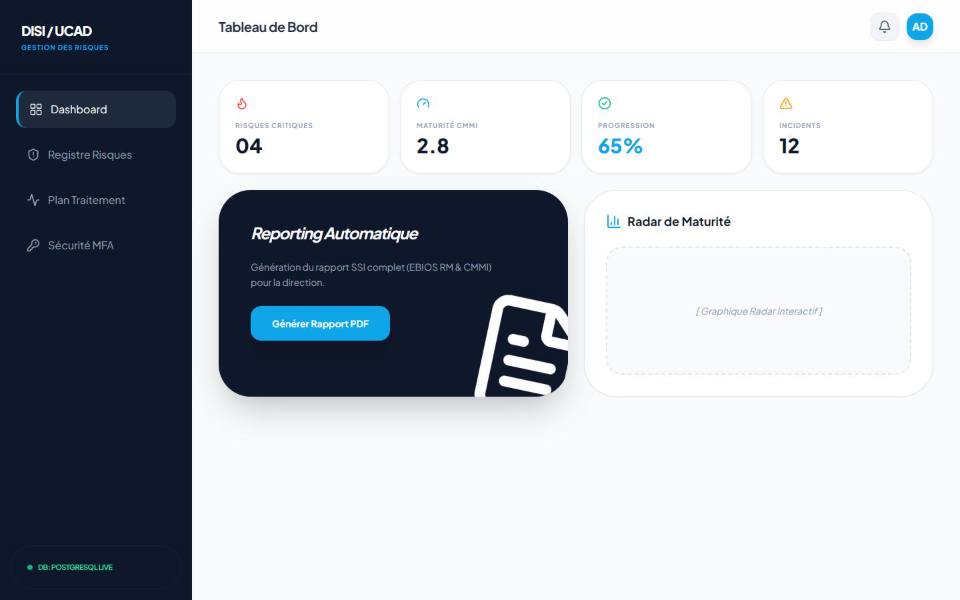 DISI / UCAD
GESTION DES RISQUES
Dashboard
Registre Risques
Plan Traitement
Sécurité MFA
DB: POSTGRESQL LIVE
Tableau de Bord
AD
RISQUES CRITIQUES
04
MATURITÉ CMMI
2.8
PROGRESSION
65%
INCIDENTS
12
Reporting Automatique
Génération du rapport SSI complet (EBIOS RM & CMMI)
pour la direction.
Générer Rapport PDF
Radar de Maturité
[ Graphique Radar Interactif ]